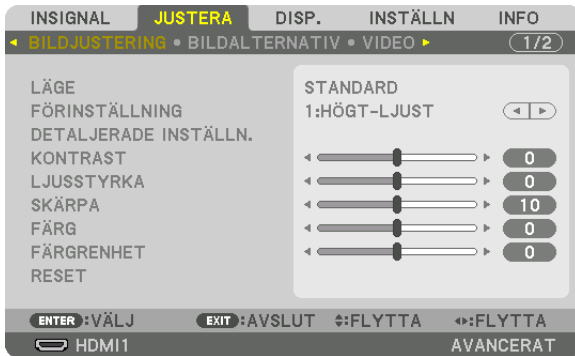 INSIGNAL JUSTERA DISP. INSTÄLLN INFO
BILDJUSTERING • BILDALTERNATIV • VIDEO 1/2
LÄGE STANDARD
FÖRINSTÄLLNING 1:HÖGT-LJUST
DETALJERADE INSTÄLLN.
KONTRAST 0
LJUSSTYRKA 0
SKÄRPA 10
FÄRG 0
FÄRGRENHET 0
RESET
ENTER:VÄLJ EXIT:AVSLUT :FLYTTA :FLYTTA
HDMI1 AVANCERAT